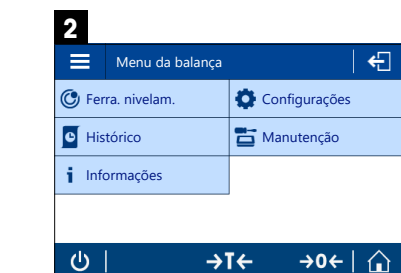 2
Menu da balança
Ferra. nivelam.
Configurações
Histórico
Manutenção
Informações
→T← →0←